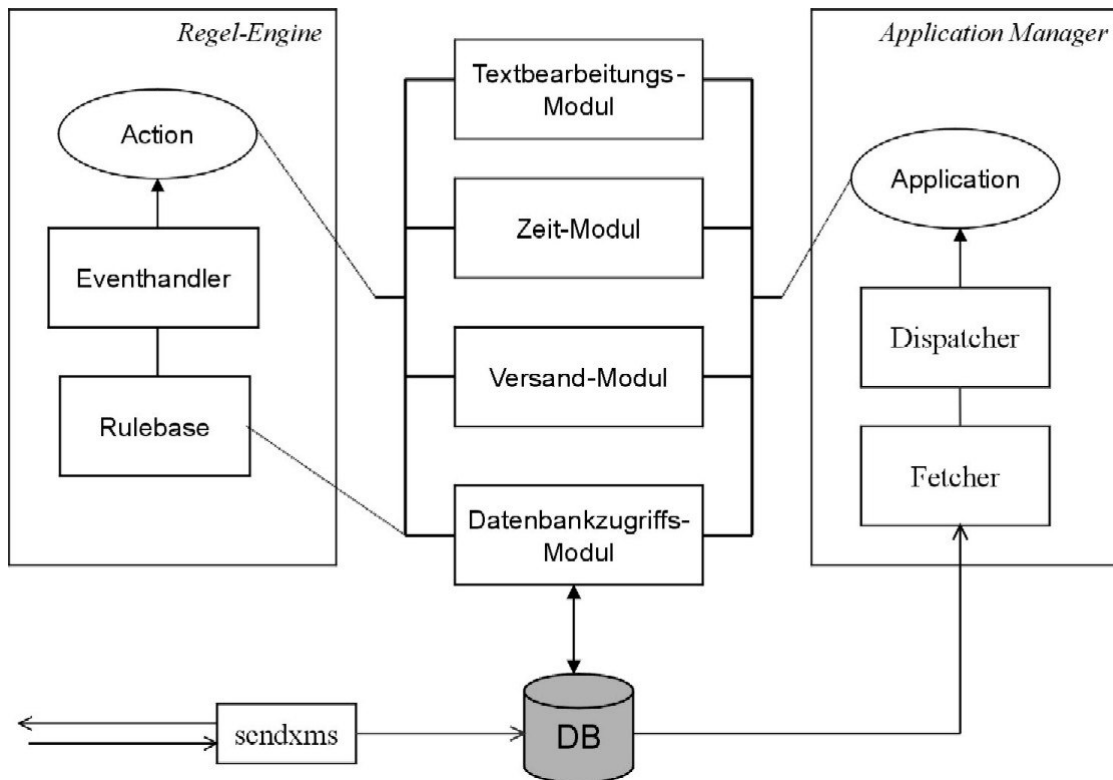 Regel-Engine
Action
Eventhandler
Rulebase
Textbearbeitungs-
Modul
Zeit-Modul
Versand-Modul
Datenbankzugriffs-
Modul
Application Manager
Application
Dispatcher
Fetcher
sendxms
DB